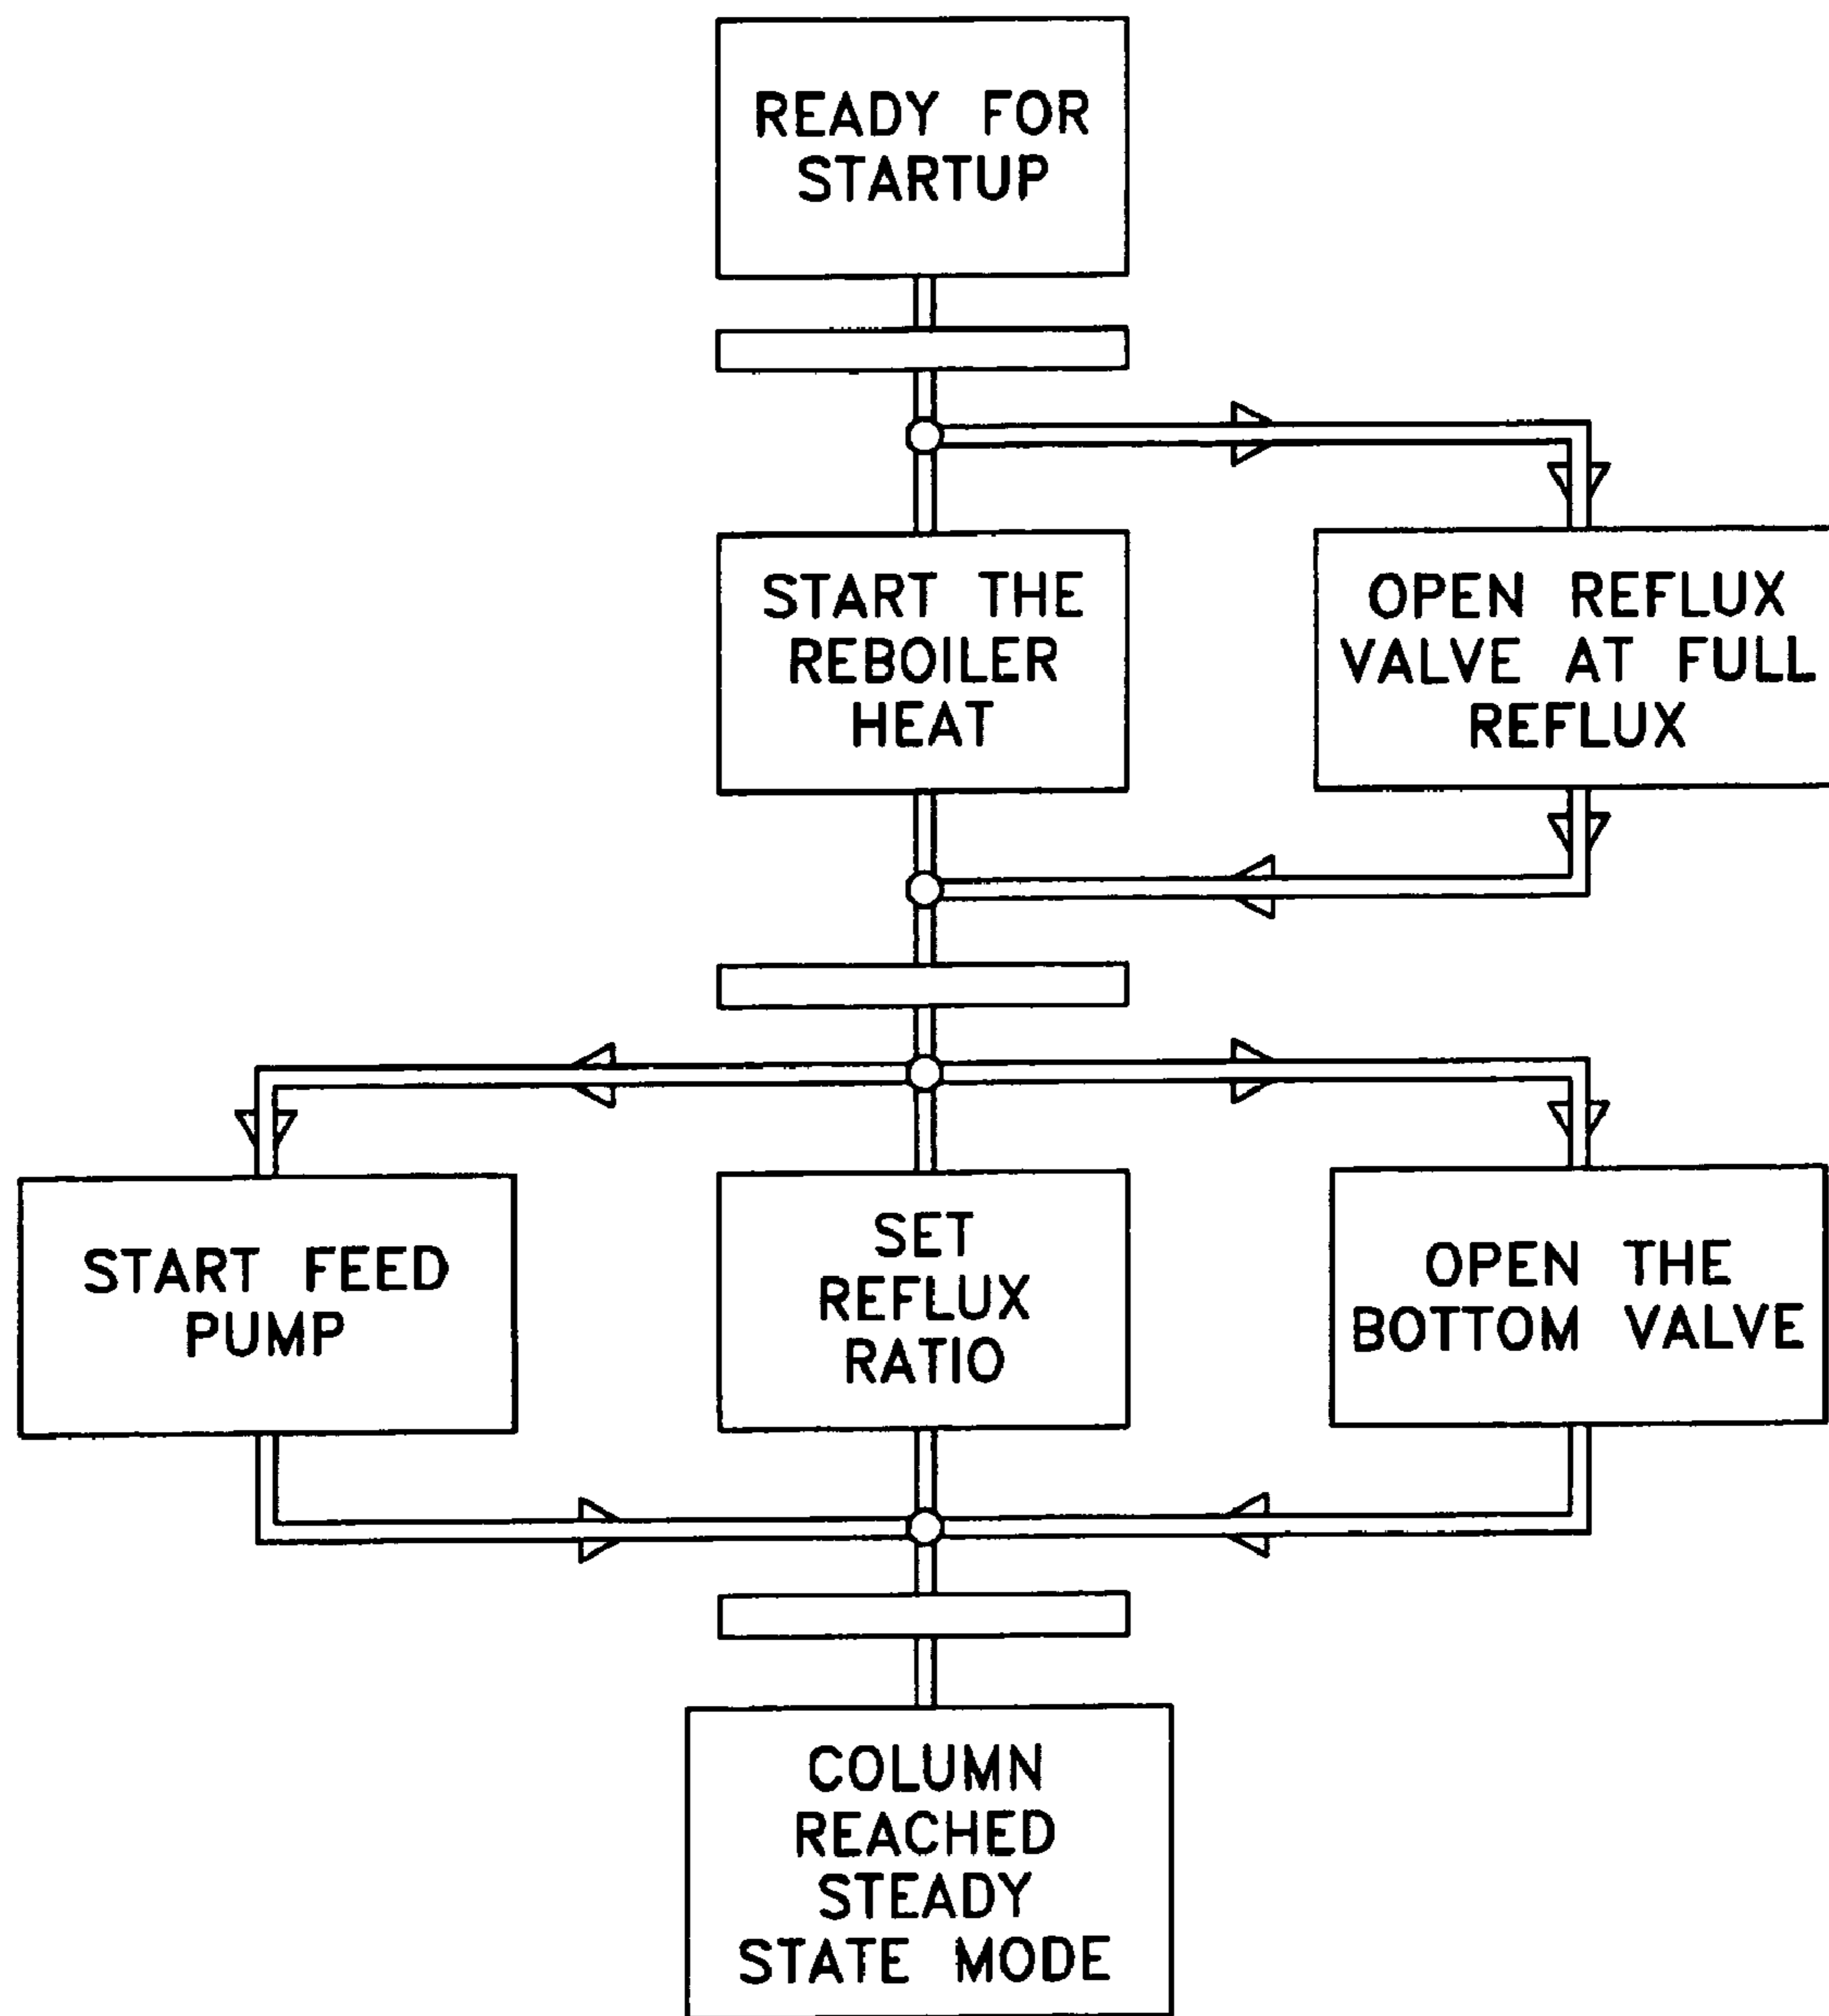 READY FOR
STARTUP
START THE
REBOILER
HEAT
OPEN REFLUX
VALVE AT FULL
REFLUX
START FEED
PUMP
SET
REFLUX
RATIO
OPEN THE
BOTTOM VALVE
COLUMN
REACHED
STEADY
STATE MODE